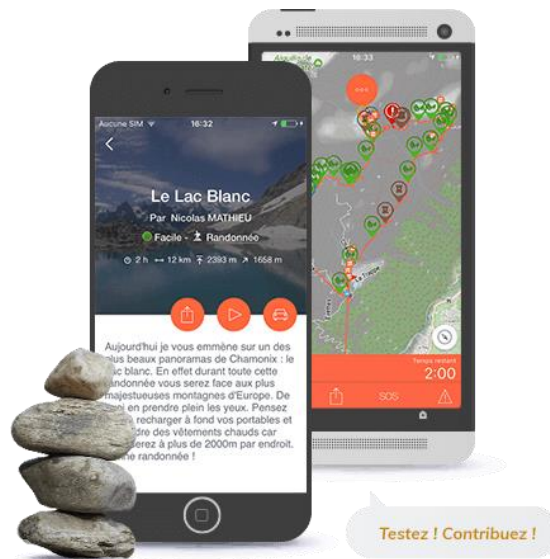 Aucune SIM
16:32
Le Lac Blanc
Par Nicolas MATHIEU
Facile - Randonnée
2 h 12 km 2393 m 1658 m
Aujourd'hui je vous emmène sur un des
plus beaux panoramas de Chamonix : le
lac blanc. En effet durant toute cette
randonnée vous serez face aux plus
majestueuses montagnes d'Europe. De
en prendre plein les yeux. Pensez
recharger à fond vos portables et
des vêtements chauds car
à plus de 2000m par endroit.
randonnée !
16:33
La Trappe
Temps restant
2:00
SOS
Testez ! Contribuez !